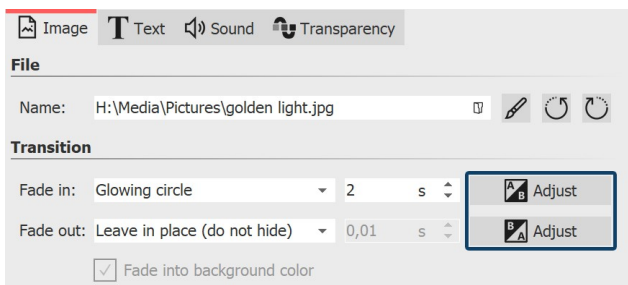 Image Text Sound Transparency
File
Name: H:\Media\Pictures\golden light.jpg
Transition
Fade in: Glowing circle 2 s A B Adjust
Fade out: Leave in place (do not hide) 0,01 s B A Adjust
Fade into background color